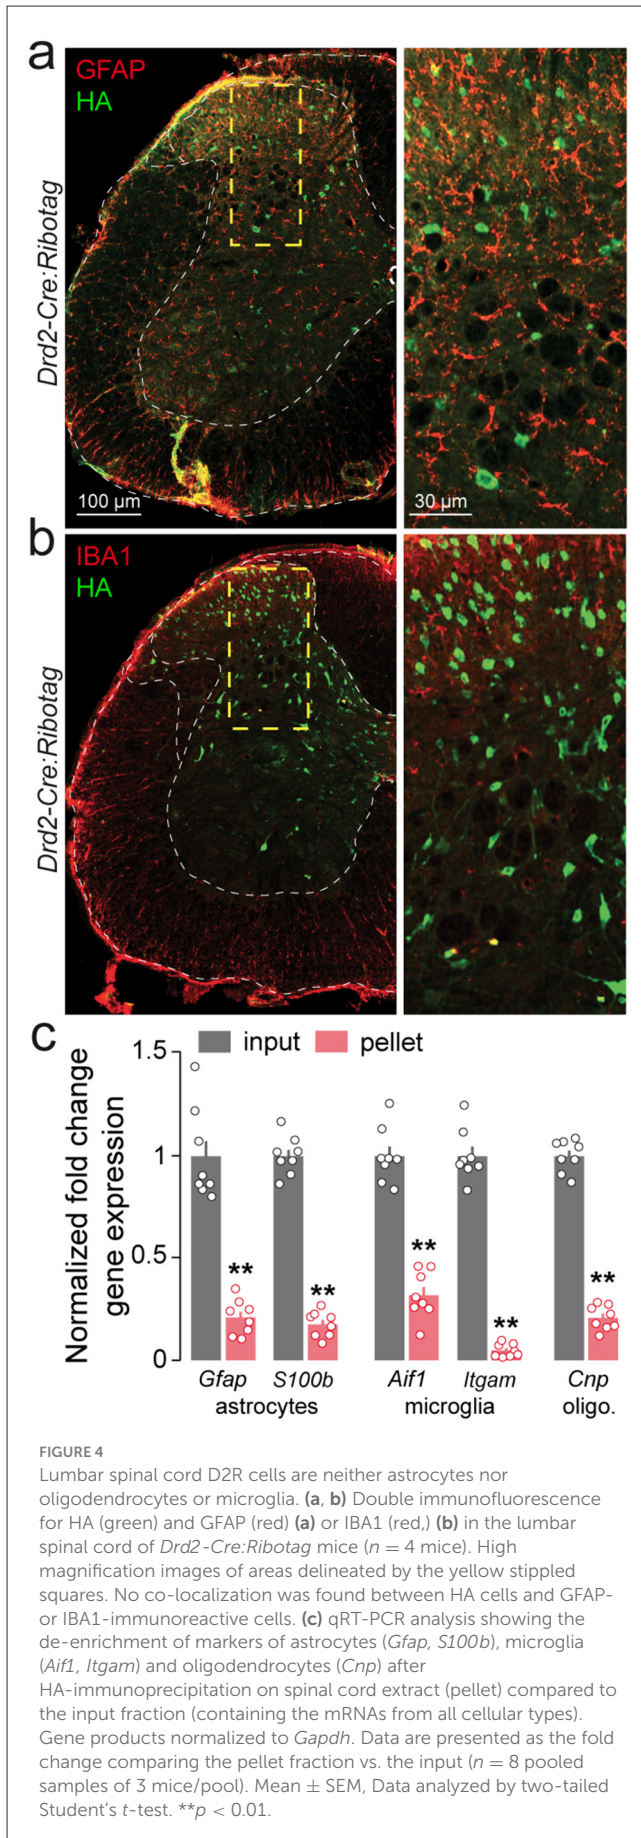 a
GFAP
HA
Drd2-Cre:Ribotag
100 µm
30 µm
b
IBA1
HA
Drd2-Cre:Ribotag
c
input
pellet
Normalized fold change
gene expression
1.5
1
0.5
0
**
**
**
**
**
Gfap
S100b
Aif1
Itgam
Cnp
astrocytes
microglia
oligo.
FIGURE 4
Lumbar spinal cord D2R cells are neither astrocytes nor
oligodendrocytes or microglia. (a, b) Double immunofluorescence
for HA (green) and GFAP (red) (a) or IBA1 (red,) (b) in the lumbar
spinal cord of Drd2-Cre:Ribotag mice (n = 4 mice). High
magnification images of areas delineated by the yellow stippled
squares. No co-localization was found between HA cells and GFAP-
or IBA1-immunoreactive cells. (c) qRT-PCR analysis showing the
de-enrichment of markers of astrocytes (Gfap, S100b), microglia
(Aif1, Itgam) and oligodendrocytes (Cnp) after
HA-immunoprecipitation on spinal cord extract (pellet) compared to
the input fraction (containing the mRNAs from all cellular types).
Gene products normalized to Gapdh. Data are presented as the fold
change comparing the pellet fraction vs. the input (n = 8 pooled
samples of 3 mice/pool). Mean ± SEM, Data analyzed by two-tailed
Student's t-test. **p < 0.01.